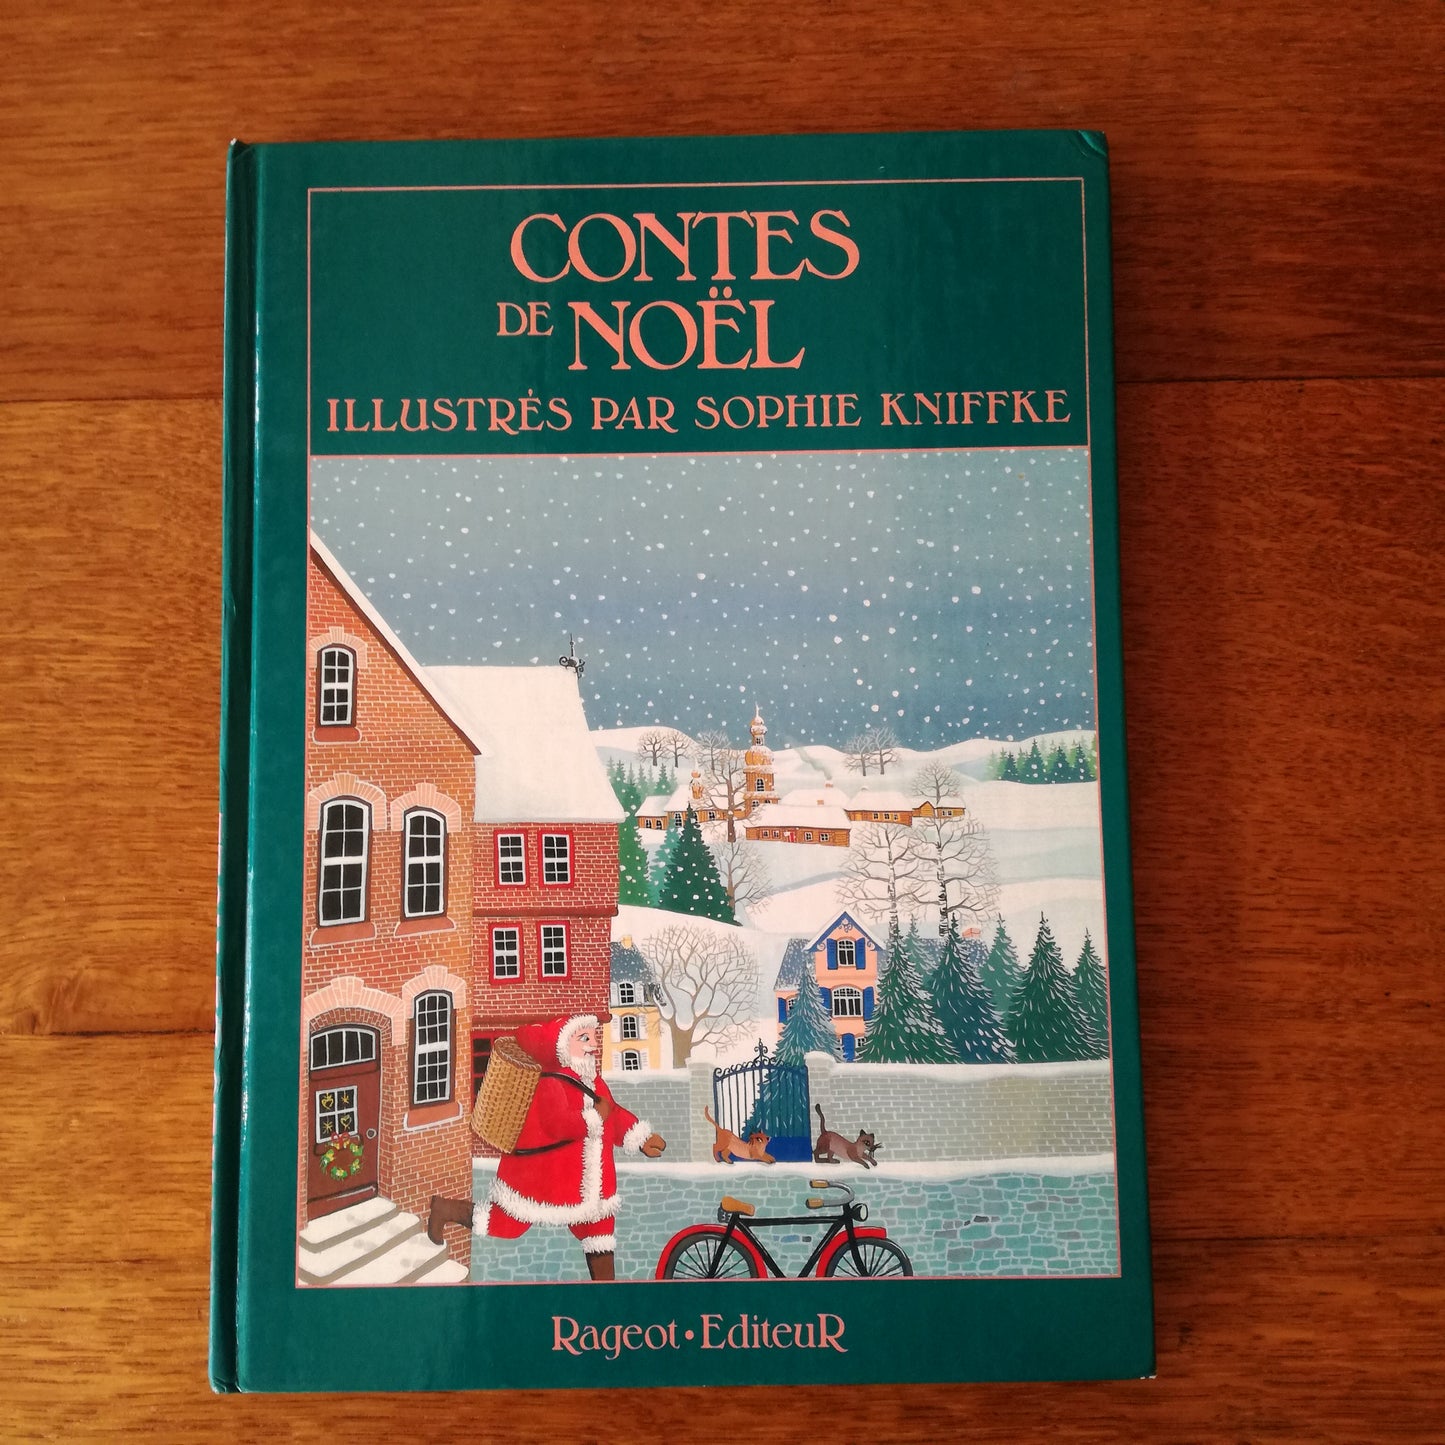 CONTES
DE NOËL
ILLUSTRÉS PAR SOPHIE KNIFFKE
Rageot • EditeuR